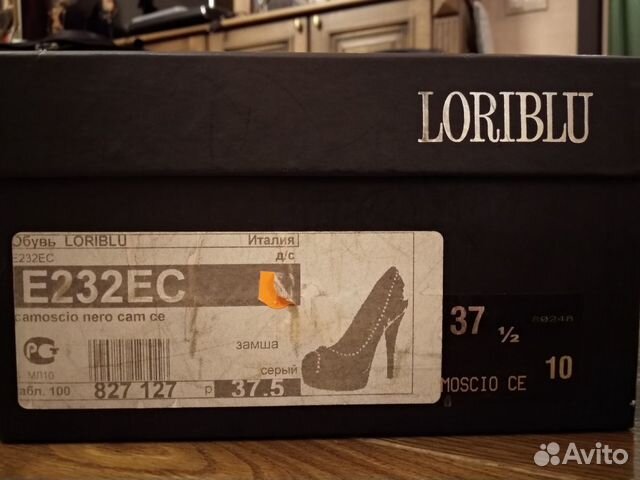 LORIBLU
Обувь LORIBLU Италия
E232EC д/с
E232EC
camoscio nero cam ce
замша
МП10 серый
абл. 100 827 127 р 37.5
37 ½
MOSCIO CE 10
Avito